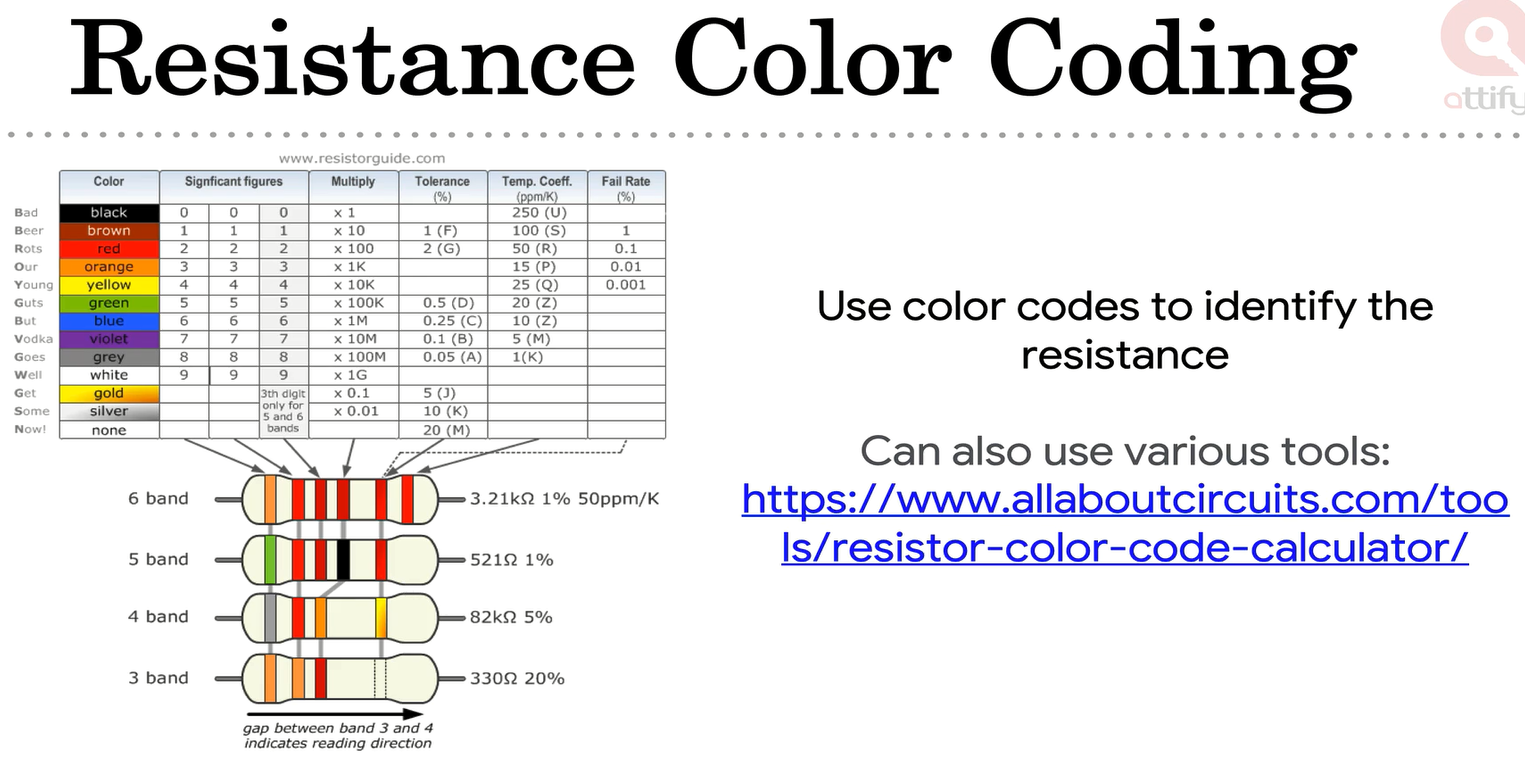 Resistance Color Coding
attify
www.resistorguide.com
Color Signficant figures Multiply Tolerance (%) Temp. Coeff. (ppm/K) Fail Rate (%)
Bad black 0 0 0 x 1 250 (U)
Beer brown 1 1 1 x 10 1 (F) 100 (S) 1
Rots red 2 2 2 x 100 2 (G) 50 (R) 0.1
Our orange 3 3 3 x 1K 15 (P) 0.01
Young yellow 4 4 4 x 10K 25 (Q) 0.001
Guts green 5 5 5 x 100K 0.5 (D) 20 (Z)
But blue 6 6 6 x 1M 0.25 (C) 10 (Z)
Vodka violet 7 7 7 x 10M 0.1 (B) 5 (M)
Goes grey 8 8 8 x 100M 0.05 (A) 1(K)
Well white 9 9 9 x 1G
Get gold x 0.1 5 (J)
Some silver x 0.01 10 (K)
Now! none 20 (M)
3th digit
only for
5 and 6
bands
6 band 3.21kΩ 1% 50ppm/K
5 band 521Ω 1%
4 band 82kΩ 5%
3 band 330Ω 20%
gap between band 3 and 4
indicates reading direction
Use color codes to identify the
resistance
Can also use various tools:
https://www.allaboutcircuits.com/too
ls/resistor-color-code-calculator/